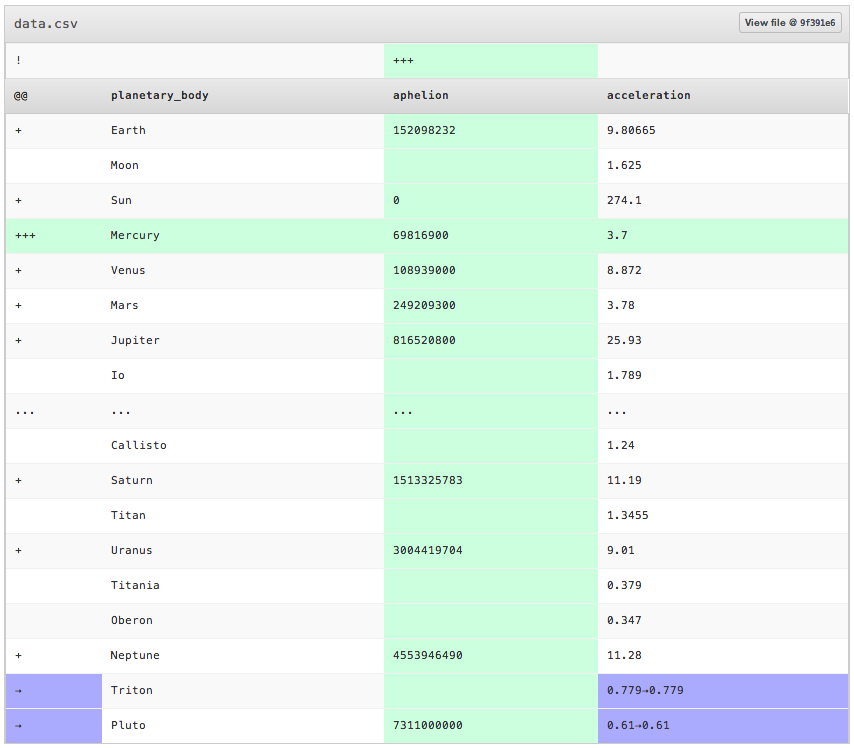 data.csv View file @ 9f391e6
! +++
@@ planetary_body aphelion acceleration
+ Earth 152098232 9.80665
Moon 1.625
+ Sun 0 274.1
+++ Mercury 69816900 3.7
+ Venus 108939000 8.872
+ Mars 249209300 3.78
+ Jupiter 816520800 25.93
Io 1.789
... ... ... ...
Callisto 1.24
+ Saturn 1513325783 11.19
Titan 1.3455
+ Uranus 3004419704 9.01
Titania 0.379
Oberon 0.347
+ Neptune 4553946490 11.28
→ Triton 0.779→0.779
→ Pluto 7311000000 0.61→0.61